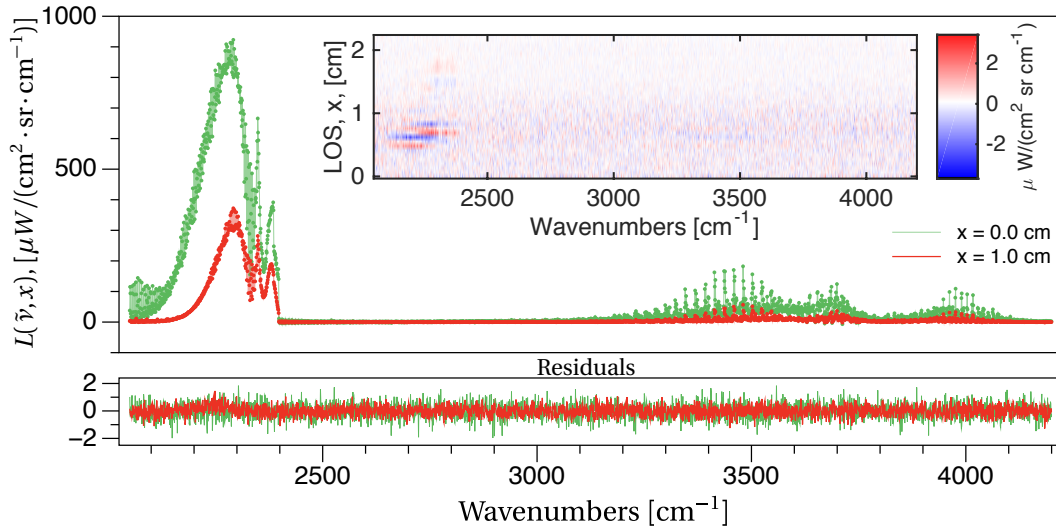 1000
500
0
L(ṽ,x), [μW/(cm² · sr· cm⁻¹)]
2
1
0
LOS, x, [cm]
2500 3000 3500 4000
Wavenumbers [cm⁻¹]
2
0
-2
μ W/(cm² sr cm⁻¹)
x = 0.0 cm
x = 1.0 cm
Residuals
2
0
−2
2500 3000 3500 4000
Wavenumbers [cm⁻¹]